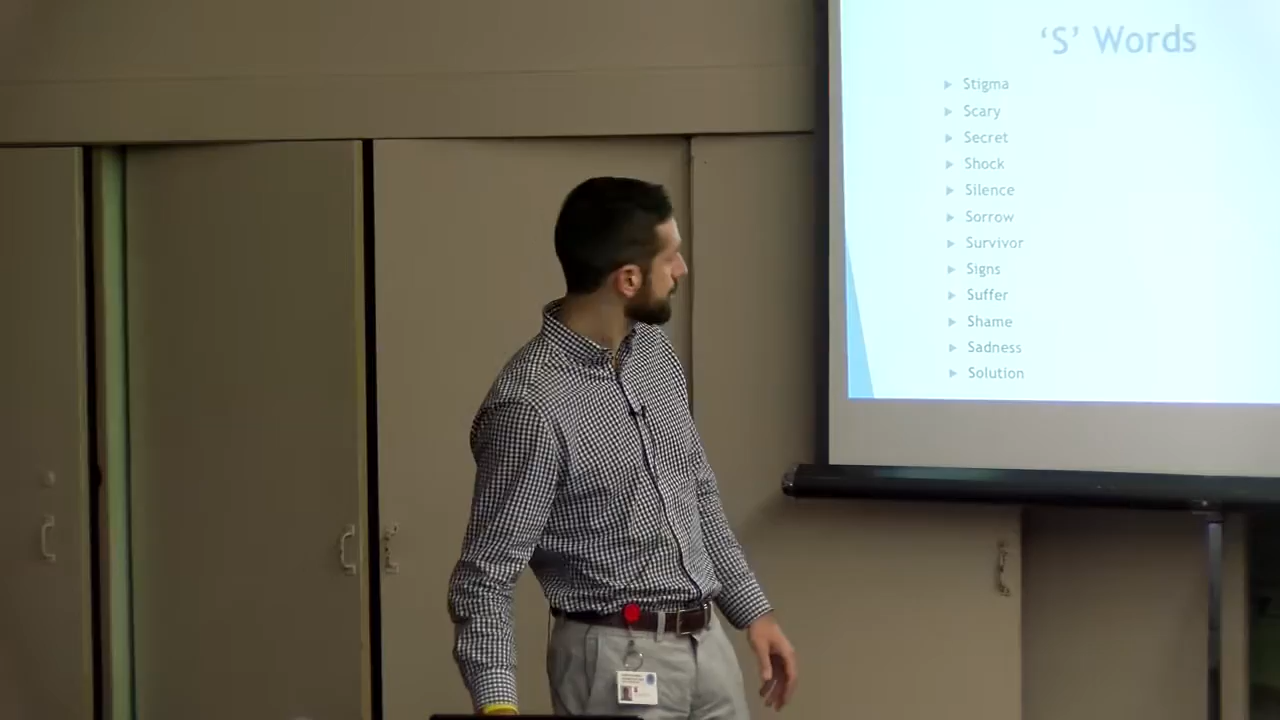 ‘S’ Words
Stigma
Scary
Secret
Shock
Silence
Sorrow
Survivor
Signs
Suffer
Shame
Sadness
Solution